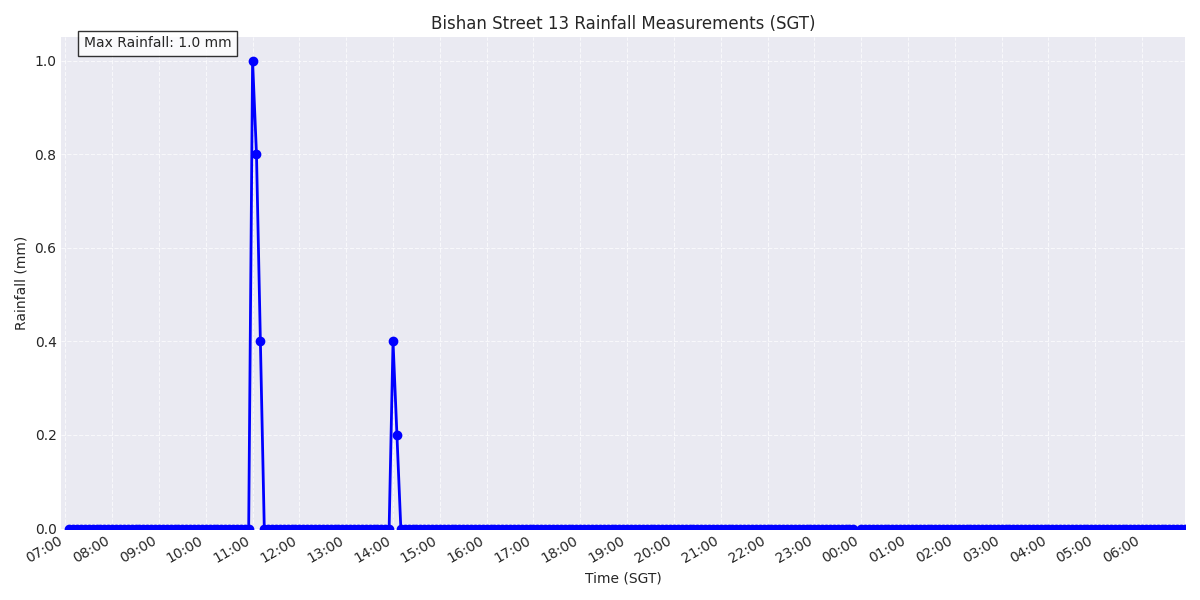 Bishan Street 13 Rainfall Measurements (SGT)
Max Rainfall: 1.0 mm
Rainfall (mm)
1.0
0.8
0.6
0.4
0.2
0.0
07:00 08:00 09:00 10:00 11:00 12:00 13:00 14:00 15:00 16:00 17:00 18:00 19:00 20:00 21:00 22:00 23:00 00:00 01:00 02:00 03:00 04:00 05:00 06:00
Time (SGT)